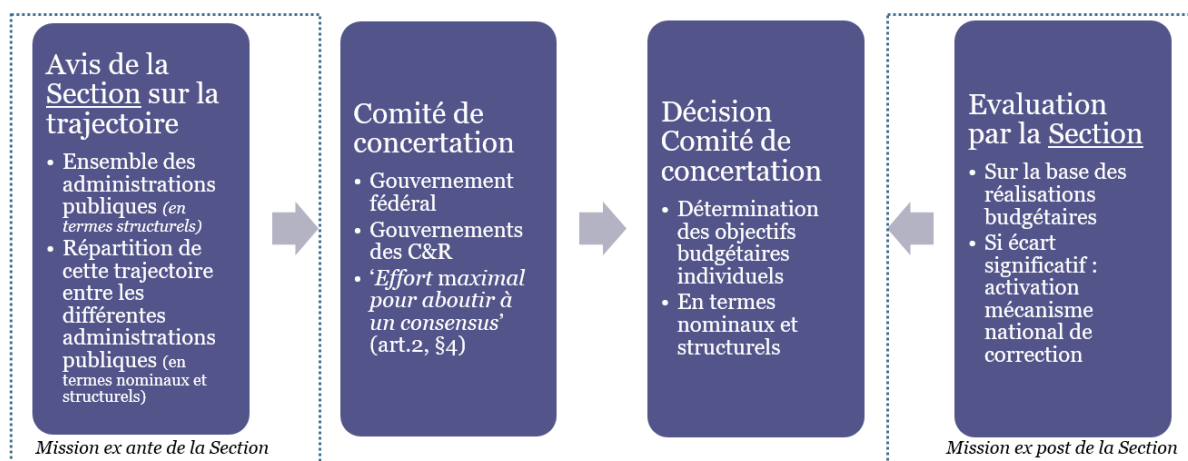 Avis de la
Section sur la
trajectoire
• Ensemble des
administrations
publiques (en
termes structurels)
• Répartition de
cette trajectoire
entre les
différentes
administrations
publiques (en
termes nominaux et
structurels)
Mission ex ante de la Section
Comité de
concertation
• Gouvernement
fédéral
• Gouvernements
des C&R
• ‘Effort maximal
pour aboutir à
un consensus’
(art.2, §4)
Décision
Comité de
concertation
• Détermination
des objectifs
budgétaires
individuels
• En termes
nominaux et
structurels
Evaluation
par la Section
• Sur la base des
réalisations
budgétaires
• Si écart
significatif :
activation
mécanisme
national de
correction
Mission ex post de la Section